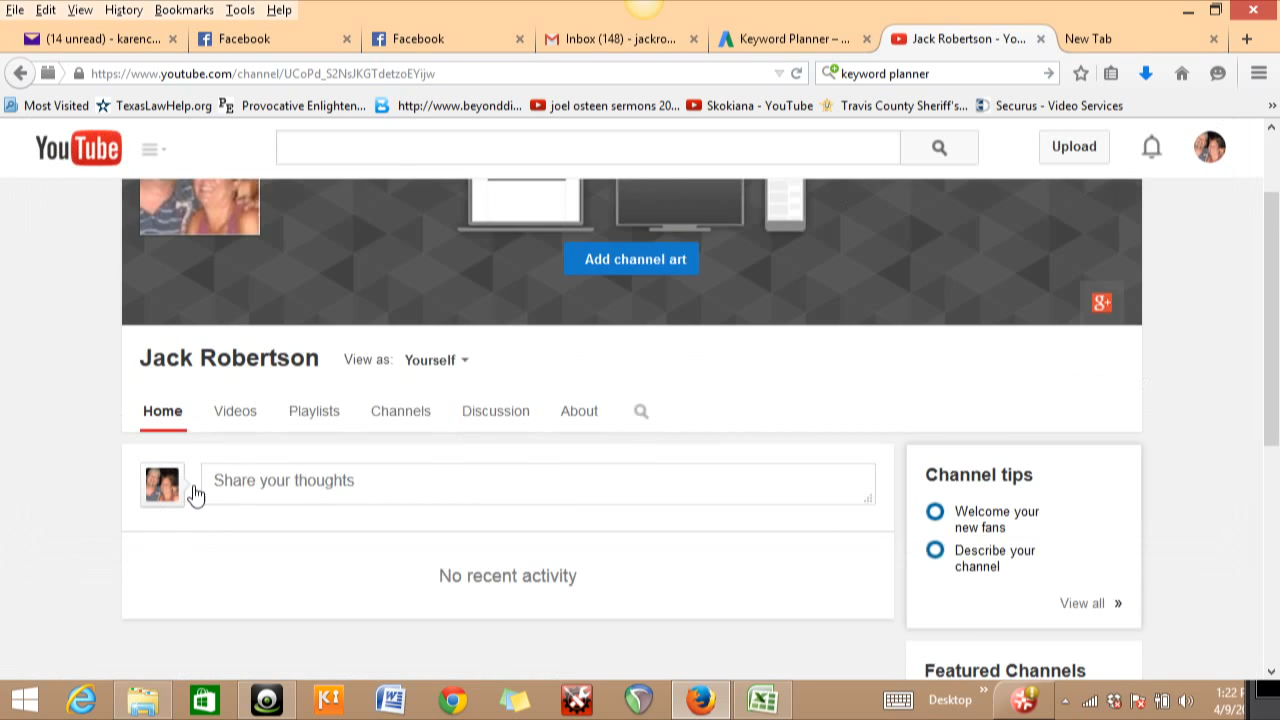 File Edit View History Bookmarks Tools Help
(14 unread) - karenc... Facebook Facebook Inbox (148) - jackro... Keyword Planner – ... Jack Robertson - Yo... New Tab
https://www.youtube.com/channel/UCoPd_S2NsJKGTdetzoEYijw keyword planner
Most Visited TexasLawHelp.org PE Provocative Enlighten... http://www.beyonddi... joel osteen sermons 20... Skokiana - YouTube Travis County Sheriff's... Securus - Video Services
YouTube Upload
Add channel art
g+
Jack Robertson View as: Yourself
Home Videos Playlists Channels Discussion About
Share your thoughts
No recent activity
Channel tips
Welcome your
new fans
Describe your
channel
View all »
Featured Channels
Desktop
1:22
4/9/20